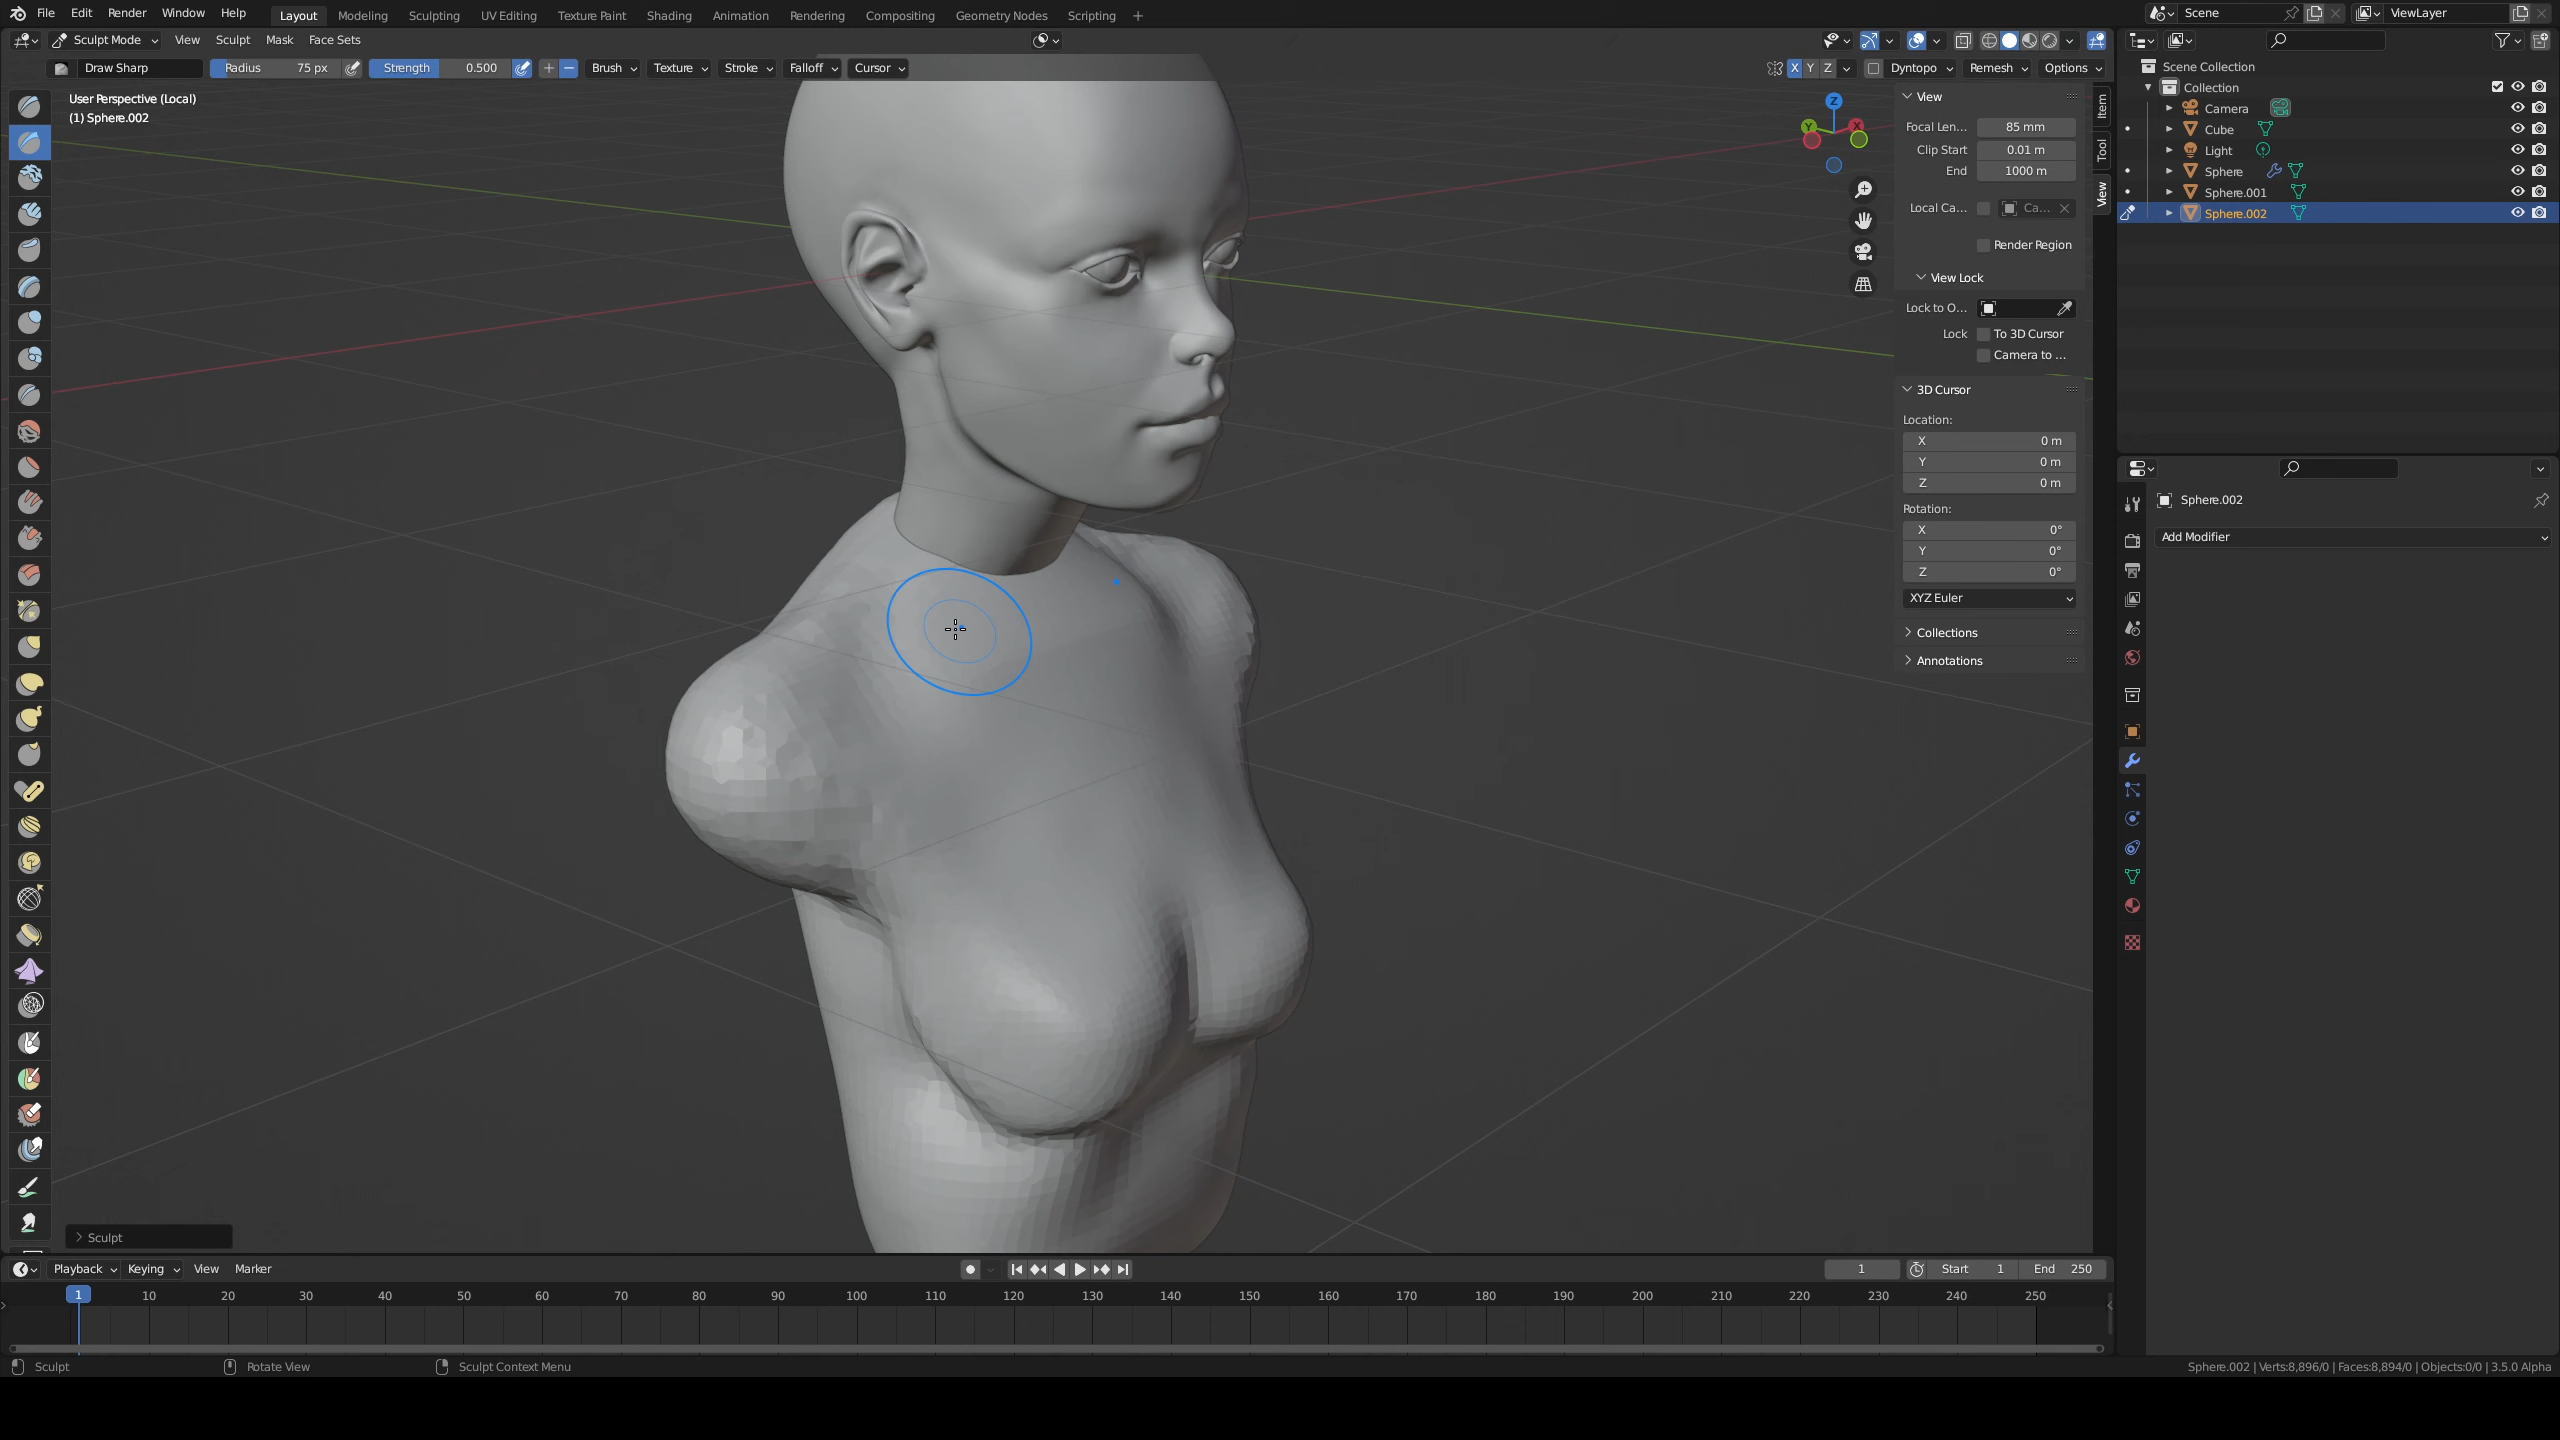 File Edit Render Window Help Layout Modeling Sculpting UV Editing Texture Paint Shading Animation Rendering Compositing Geometry Nodes Scripting + Scene ViewLayer
Sculpt Mode View Sculpt Mask Face Sets
Draw Sharp Radius 75 px Strength 0.500 Brush Texture Stroke Falloff Cursor X Y Z Dyntopo Remesh Options
User Perspective (Local)
(1) Sphere.002
Z
Y
X
View
Focal Len... 85 mm
Clip Start 0.01 m
End 1000 m
Local Ca... Ca...
Render Region
View Lock
Lock to O...
Lock To 3D Cursor
Camera to ...
3D Cursor
Location:
X 0 m
Y 0 m
Z 0 m
Rotation:
X 0°
Y 0°
Z 0°
XYZ Euler
Collections
Annotations
Item
Tool
View
Scene Collection
Collection
Camera
Cube
Light
Sphere
Sphere.001
Sphere.002
Sphere.002
Add Modifier
Sculpt
Playback Keying View Marker 1 Start 1 End 250
1 10 20 30 40 50 60 70 80 90 100 110 120 130 140 150 160 170 180 190 200 210 220 230 240 250
Sculpt Rotate View Sculpt Context Menu Sphere.002 | Verts:8,896/0 | Faces:8,894/0 | Objects:0/0 | 3.5.0 Alpha